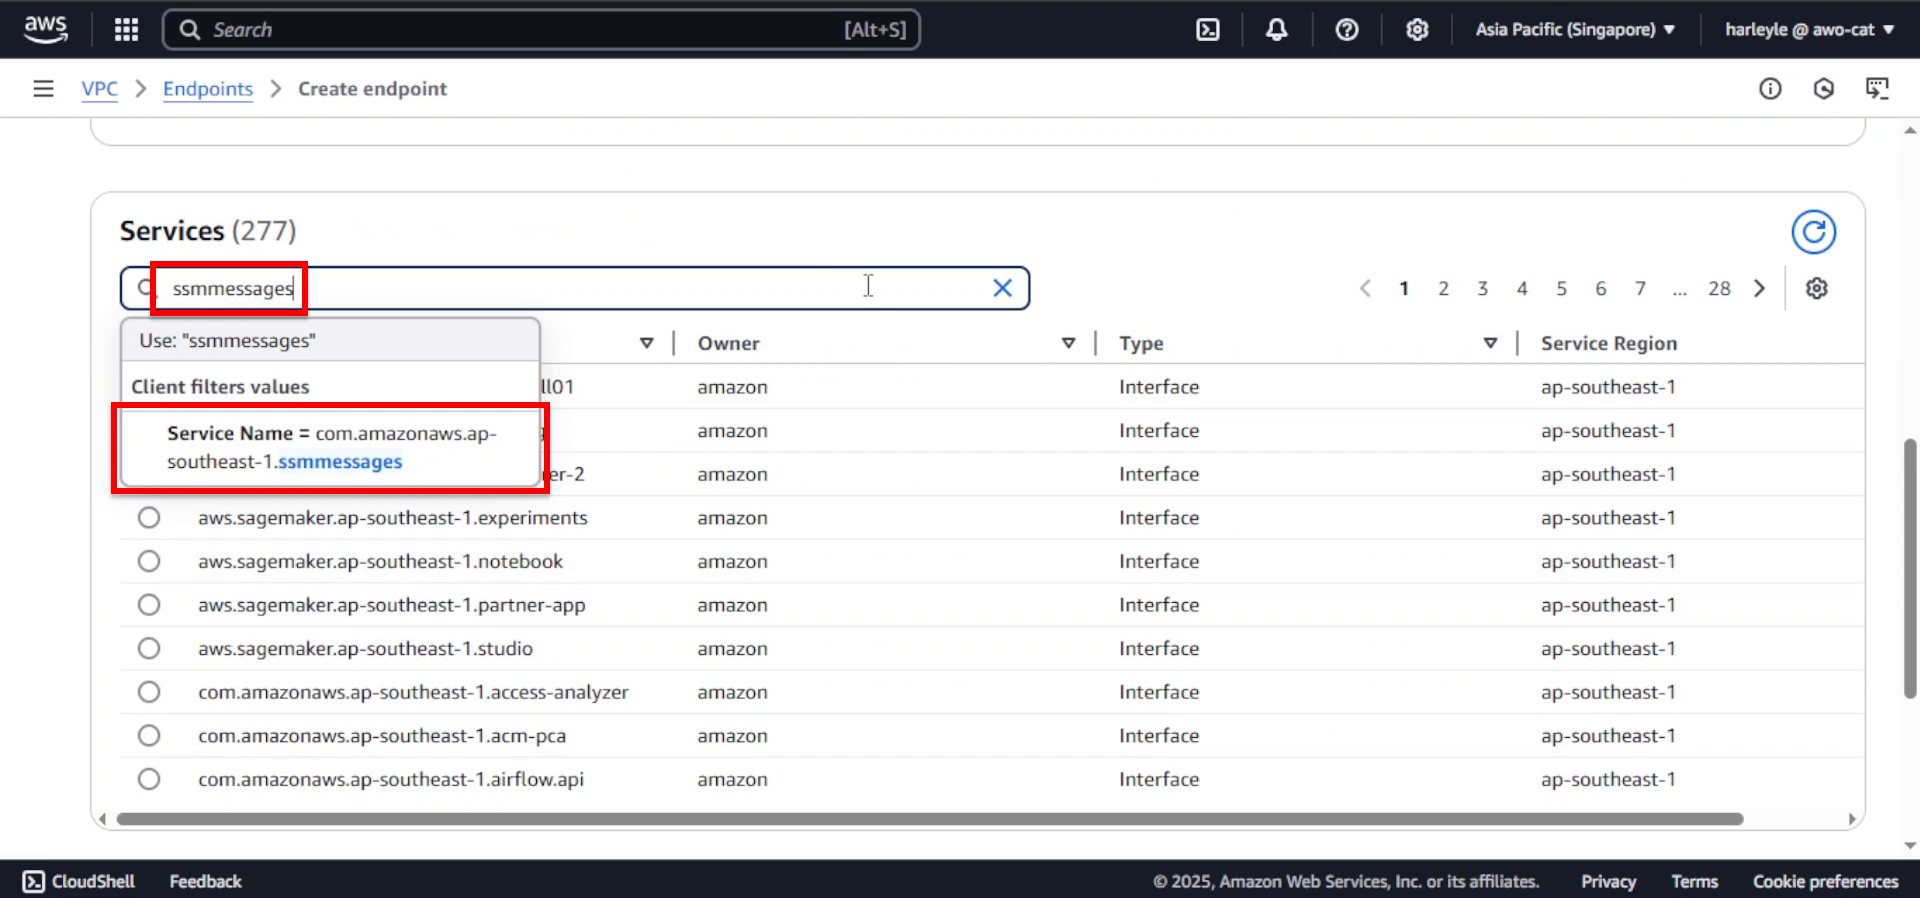 aws
Search
[Alt+S]
Asia Pacific (Singapore)
harleyle @ awo-cat
VPC
Endpoints
Create endpoint
Services (277)
ssmmessages
1 2 3 4 5 6 7 ... 28
Use: "ssmmessages"
Client filters values
Service Name = com.amazonaws.ap-
southeast-1.ssmmessages
Owner Type Service Region
ll01 amazon Interface ap-southeast-1
amazon Interface ap-southeast-1
er-2 amazon Interface ap-southeast-1
aws.sagemaker.ap-southeast-1.experiments amazon Interface ap-southeast-1
aws.sagemaker.ap-southeast-1.notebook amazon Interface ap-southeast-1
aws.sagemaker.ap-southeast-1.partner-app amazon Interface ap-southeast-1
aws.sagemaker.ap-southeast-1.studio amazon Interface ap-southeast-1
com.amazonaws.ap-southeast-1.access-analyzer amazon Interface ap-southeast-1
com.amazonaws.ap-southeast-1.acm-pca amazon Interface ap-southeast-1
com.amazonaws.ap-southeast-1.airflow.api amazon Interface ap-southeast-1
CloudShell
Feedback
© 2025, Amazon Web Services, Inc. or its affiliates.
Privacy
Terms
Cookie preferences